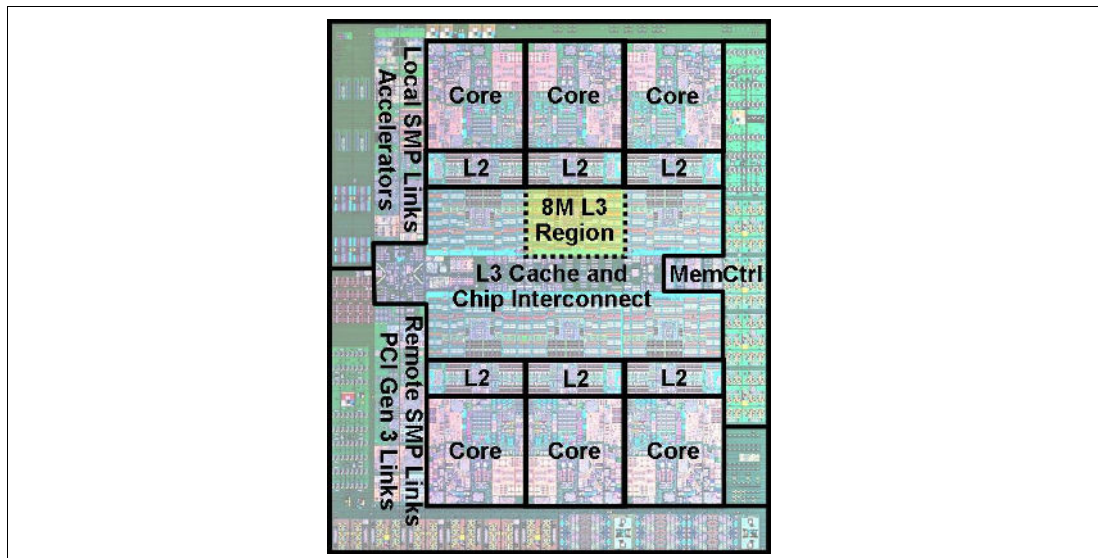 Local SMP Links
Accelerators
Core Core Core
L2 L2 L2
8M L3
Region
L3 Cache and
Chip Interconnect
MemCtrl
Remote SMP Links
PCI Gen 3 Links
L2 L2 L2
Core Core Core